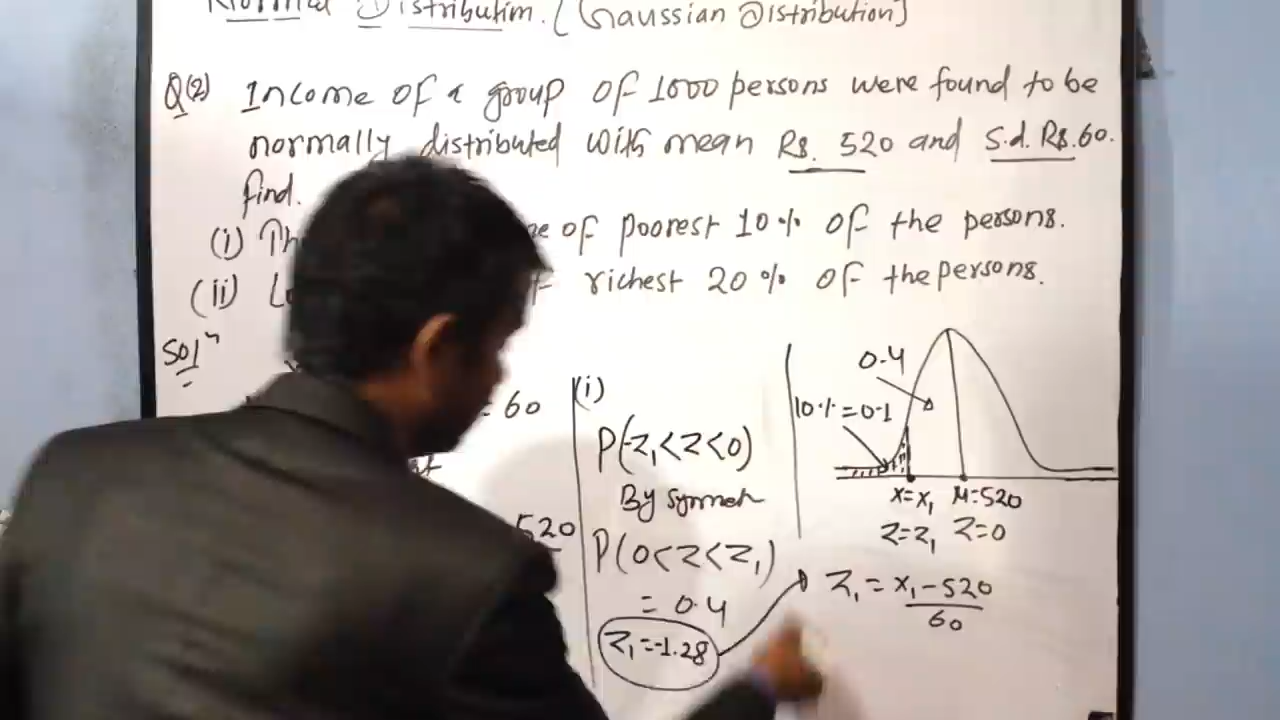 Normal Distribution. (Gaussian Distribution)
Q(2) Income of a group of 1000 persons were found to be
normally distributed with mean Rs. 520 and S.d. Rs. 60.
find.
(i) of poorest 10% of the persons.
(ii) richest 20% of the persons.
Soln
60
520
(i)
P(-z₁<z<0)
By Symmet
P(0<z<z₁)
= 0.4
z₁=-1.28
0.4
10%=0.1
x=x₁ μ=520
z=z₁ z=0
z₁ = x₁-520
60